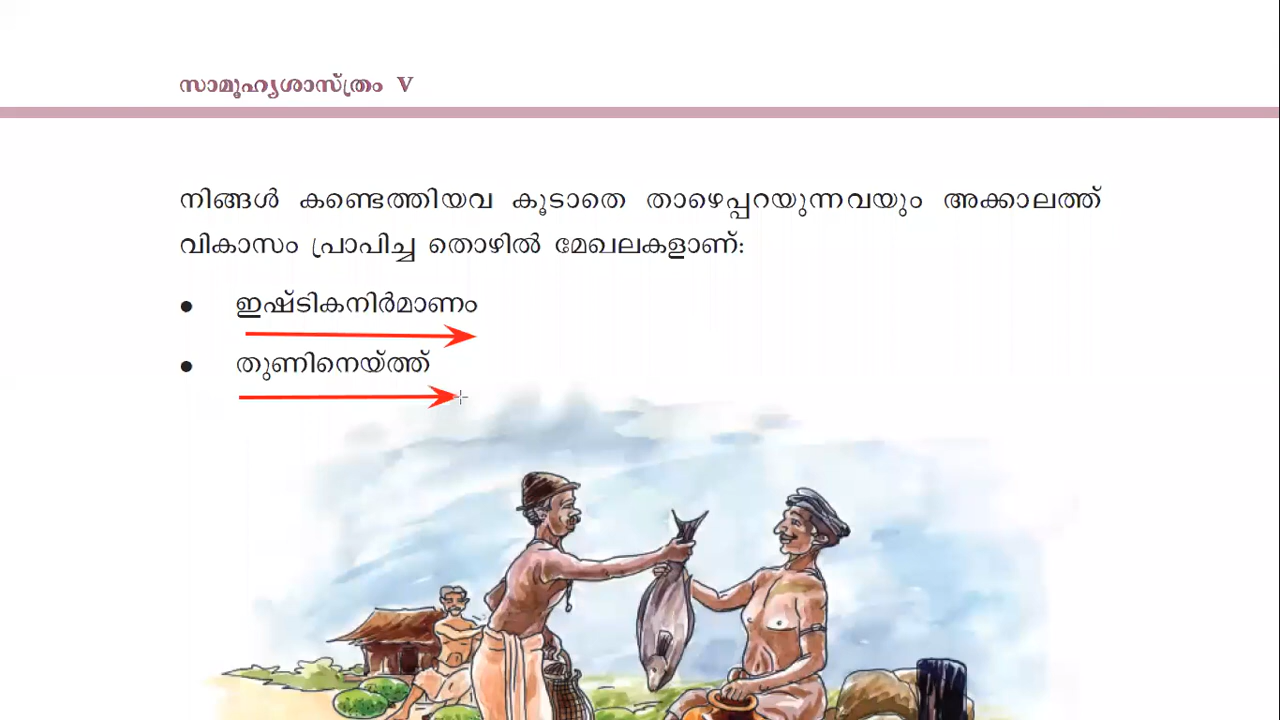 സാമൂഹ്യശാസ്ത്രം V
നിങ്ങൾ കണ്ടെത്തിയവ കൂടാതെ താഴെപ്പറയുന്നവയും അക്കാലത്ത്
വികാസം പ്രാപിച്ച തൊഴിൽ മേഖലകളാണ്:
● ഇഷ്ടികനിർമാണം
● തുണിനെയ്ത്ത്